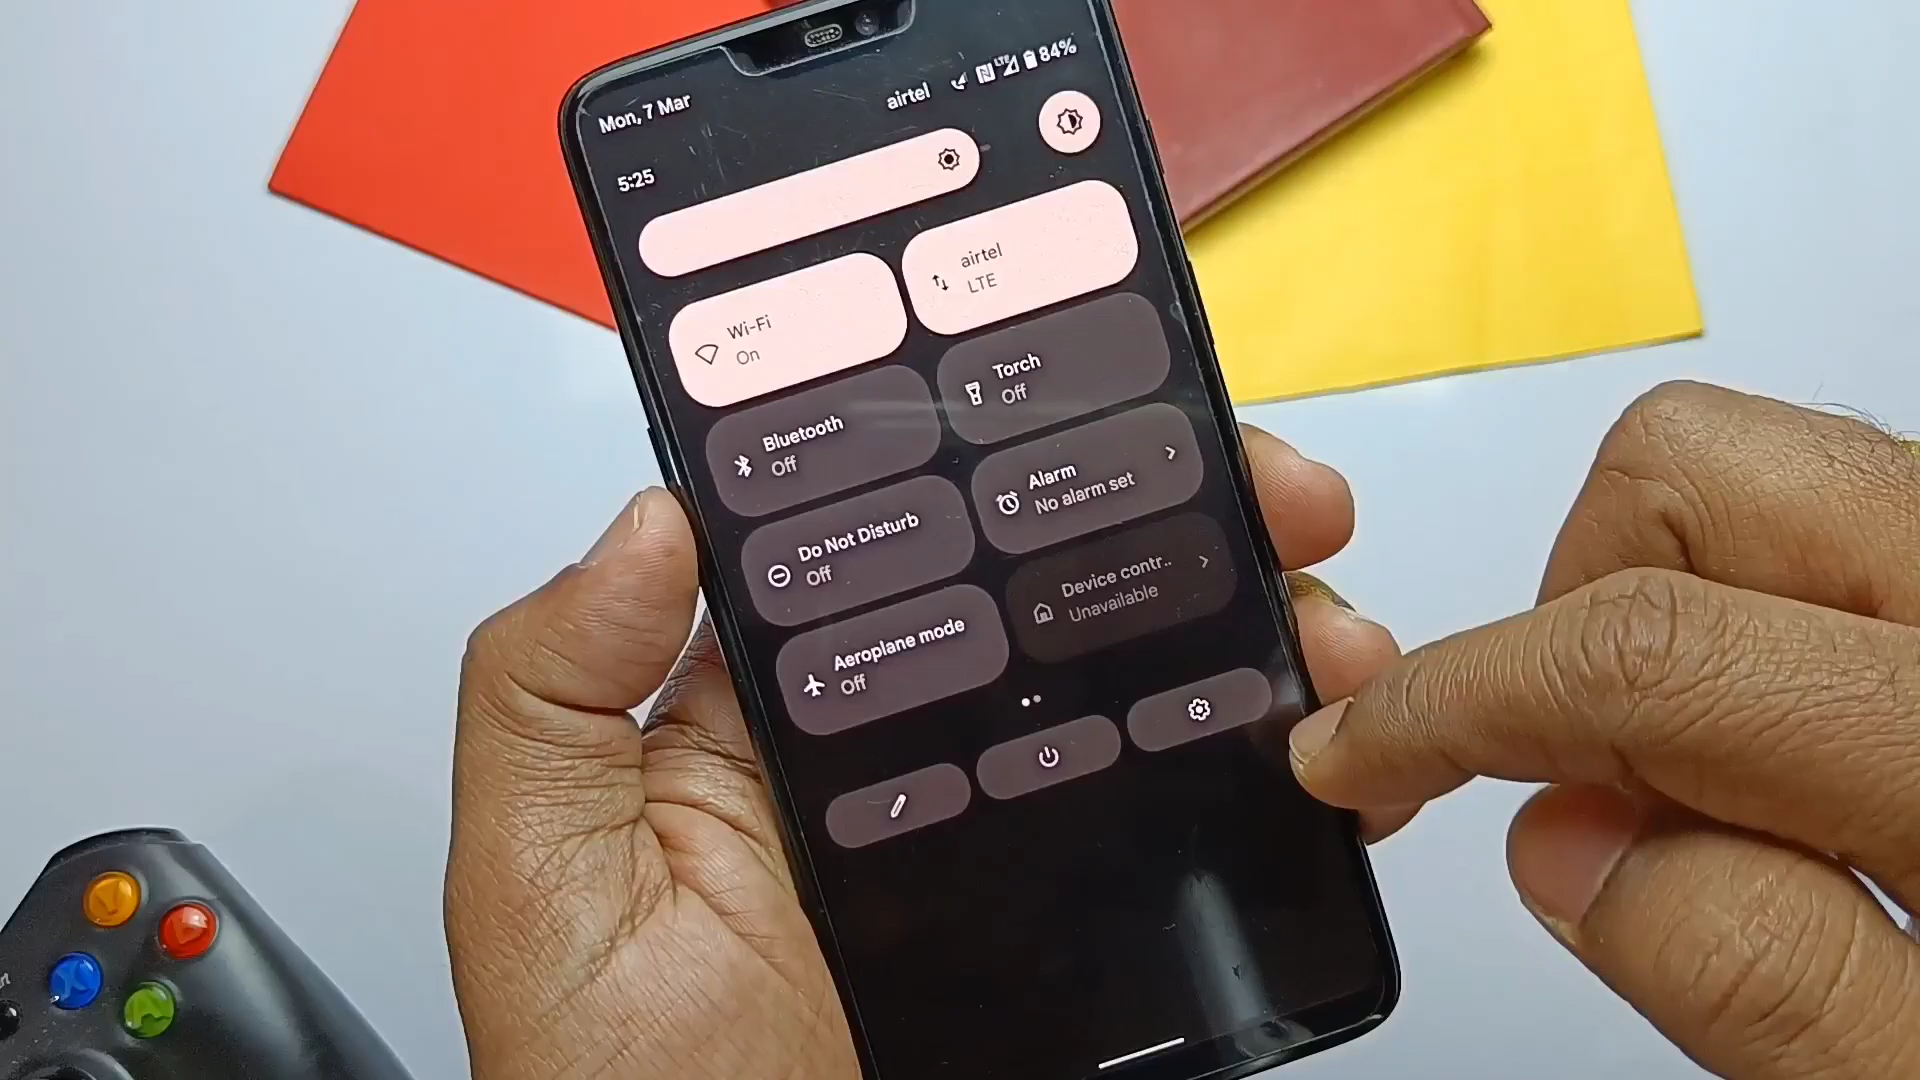 Mon, 7 Mar
airtel
LTE
84%
5:25
Wi-Fi
On
airtel
LTE
Bluetooth
Off
Torch
Off
Do Not Disturb
Off
Alarm
No alarm set
Aeroplane mode
Off
Device contr..
Unavailable
Y
B
X
A